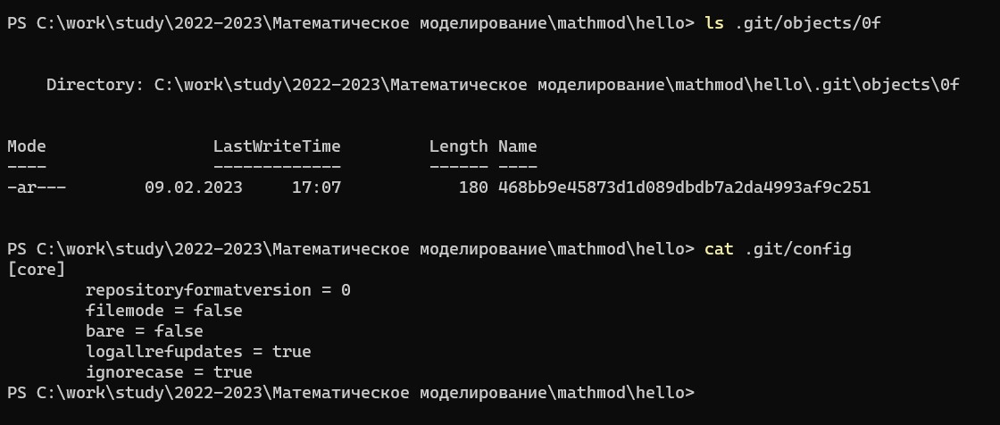 PS C:\work\study\2022-2023\Математическое моделирование\mathmod\hello> ls .git/objects/0f
Directory: C:\work\study\2022-2023\Математическое моделирование\mathmod\hello\.git\objects\0f
Mode                 LastWriteTime         Length Name
----                 -------------         ------ ----
-ar---        09.02.2023     17:07            180 468bb9e45873d1d089dbdb7a2da4993af9c251
PS C:\work\study\2022-2023\Математическое моделирование\mathmod\hello> cat .git/config
[core]
        repositoryformatversion = 0
        filemode = false
        bare = false
        logallrefupdates = true
        ignorecase = true
PS C:\work\study\2022-2023\Математическое моделирование\mathmod\hello>